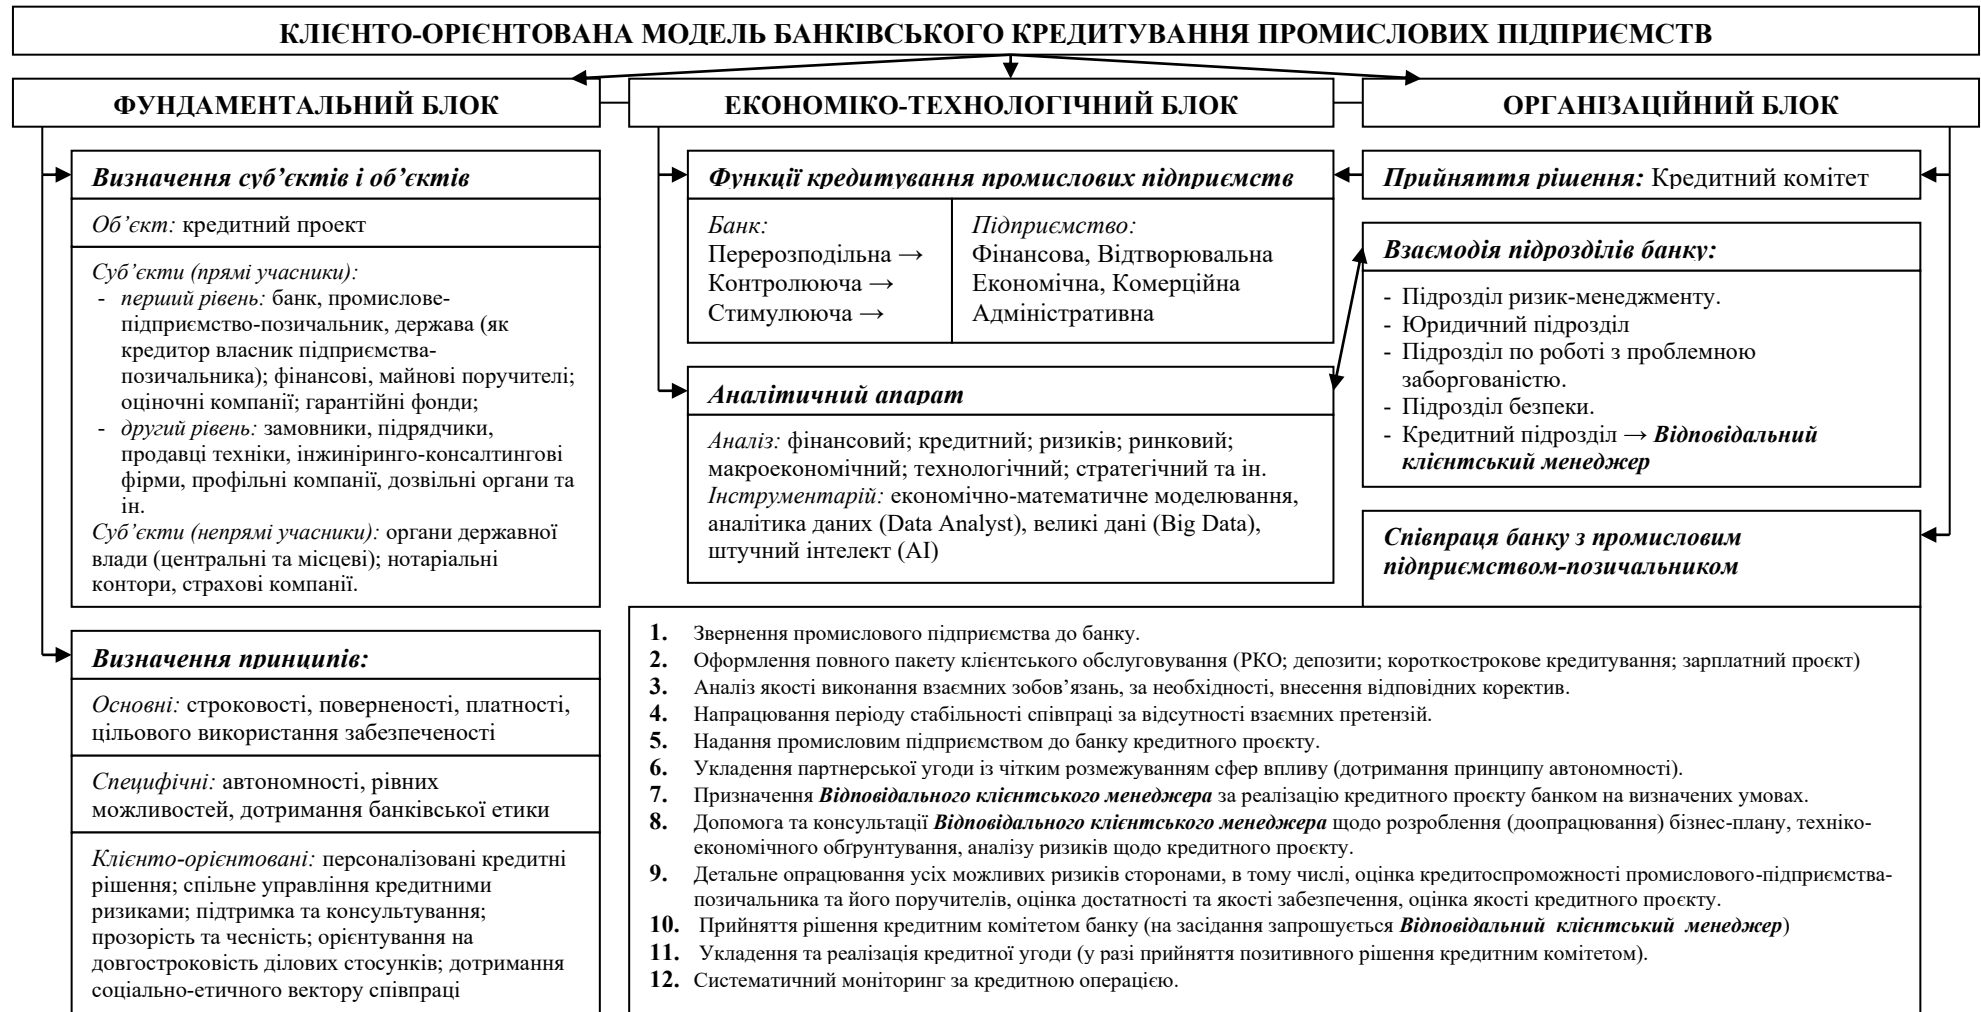 КЛІЄНТО-ОРІЄНТОВАНА МОДЕЛЬ БАНКІВСЬКОГО КРЕДИТУВАННЯ ПРОМИСЛОВИХ ПІДПРИЄМСТВ
ФУНДАМЕНТАЛЬНИЙ БЛОК
Визначення суб’єктів і об’єктів
Об’єкт: кредитний проект
Суб’єкти (прямі учасники):
- перший рівень: банк, промислове-
підприємство-позичальник, держава (як
кредитор власник підприємства-
позичальника); фінансові, майнові поручителі;
оціночні компанії; гарантійні фонди;
- другий рівень: замовники, підрядчики,
продавці техніки, інжиніринго-консалтингові
фірми, профільні компанії, дозвільні органи та
ін.
Суб’єкти (непрямі учасники): органи державної
влади (центральні та місцеві); нотаріальні
контори, страхові компанії.
Визначення принципів:
Основні: строковості, поверненості, платності,
цільового використання забезпеченості
Специфічні: автономності, рівних
можливостей, дотримання банківської етики
Клієнто-орієнтовані: персоналізовані кредитні
рішення; спільне управління кредитними
ризиками; підтримка та консультування;
прозорість та чесність; орієнтування на
довгостроковість ділових стосунків; дотримання
соціально-етичного вектору співпраці
ЕКОНОМІКО-ТЕХНОЛОГІЧНИЙ БЛОК
Функції кредитування промислових підприємств
Банк:
Перерозподільна →
Контролююча →
Стимулююча →
Підприємство:
Фінансова, Відтворювальна
Економічна, Комерційна
Адміністративна
Аналітичний апарат
Аналіз: фінансовий; кредитний; ризиків; ринковий;
макроекономічний; технологічний; стратегічний та ін.
Інструментарій: економічно-математичне моделювання,
аналітика даних (Data Analyst), великі дані (Big Data),
штучний інтелект (AI)
ОРГАНІЗАЦІЙНИЙ БЛОК
Прийняття рішення: Кредитний комітет
Взаємодія підрозділів банку:
- Підрозділ ризик-менеджменту.
- Юридичний підрозділ
- Підрозділ по роботі з проблемною
заборгованістю.
- Підрозділ безпеки.
- Кредитний підрозділ → Відповідальний
клієнтський менеджер
Співпраця банку з промисловим
підприємством-позичальником
1. Звернення промислового підприємства до банку.
2. Оформлення повного пакету клієнтського обслуговування (РКО; депозити; короткострокове кредитування; зарплатний проєкт)
3. Аналіз якості виконання взаємних зобов’язань, за необхідності, внесення відповідних коректив.
4. Напрацювання періоду стабільності співпраці за відсутності взаємних претензій.
5. Надання промисловим підприємством до банку кредитного проєкту.
6. Укладення партнерської угоди із чітким розмежуванням сфер впливу (дотримання принципу автономності).
7. Призначення Відповідального клієнтського менеджера за реалізацію кредитного проєкту банком на визначених умовах.
8. Допомога та консультації Відповідального клієнтського менеджера щодо розроблення (доопрацювання) бізнес-плану, техніко-
економічного обґрунтування, аналізу ризиків щодо кредитного проєкту.
9. Детальне опрацювання усіх можливих ризиків сторонами, в тому числі, оцінка кредитоспроможності промислового-підприємства-
позичальника та його поручителів, оцінка достатності та якості забезпечення, оцінка якості кредитного проєкту.
10. Прийняття рішення кредитним комітетом банку (на засідання запрошується Відповідальний клієнтський менеджер)
11. Укладення та реалізація кредитної угоди (у разі прийняття позитивного рішення кредитним комітетом).
12. Систематичний моніторинг за кредитною операцією.